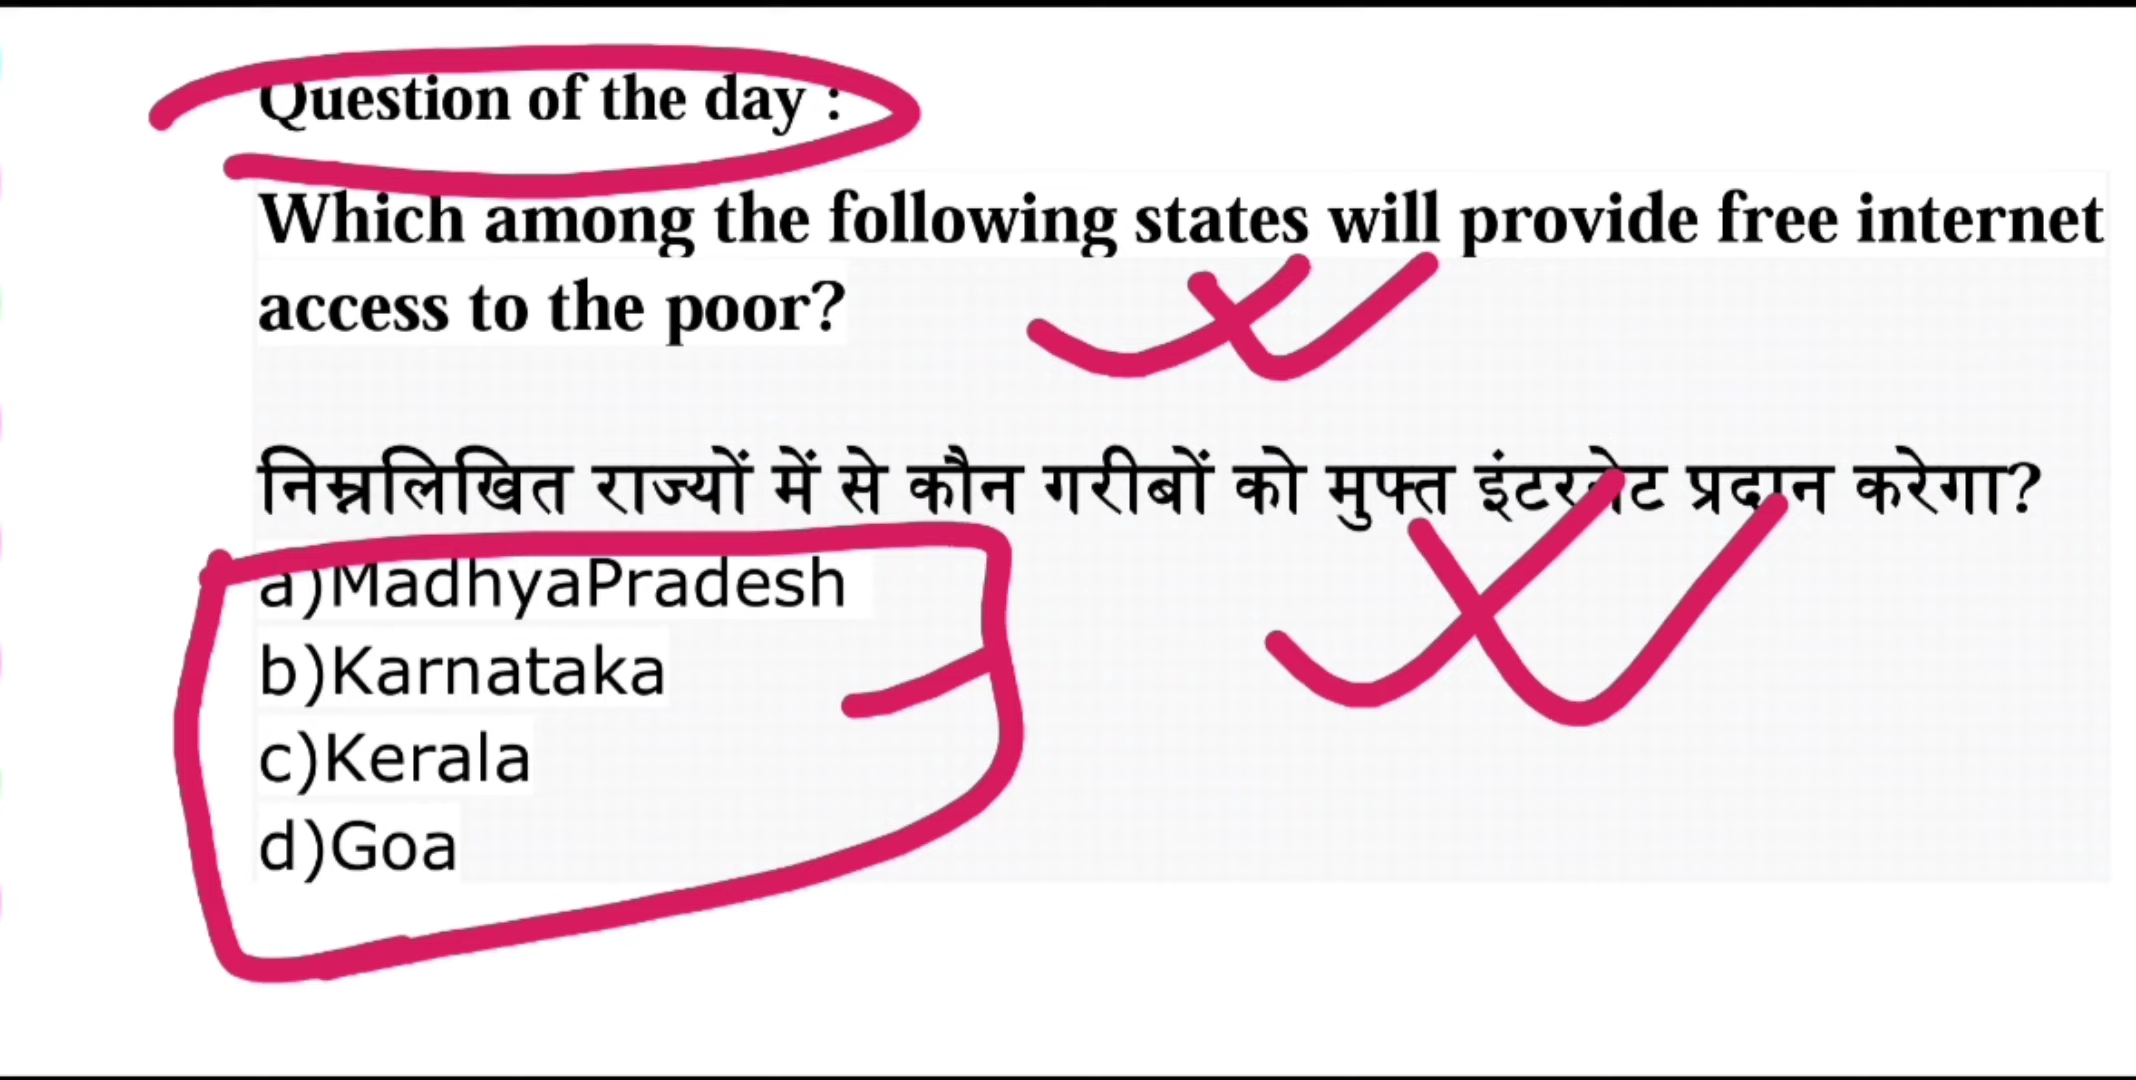 Question of the day :
Which among the following states will provide free internet
access to the poor?
निम्नलिखित राज्यों में से कौन गरीबों को मुफ्त इंटरनेट प्रदान करेगा?
a)MadhyaPradesh
b)Karnataka
c)Kerala
d)Goa